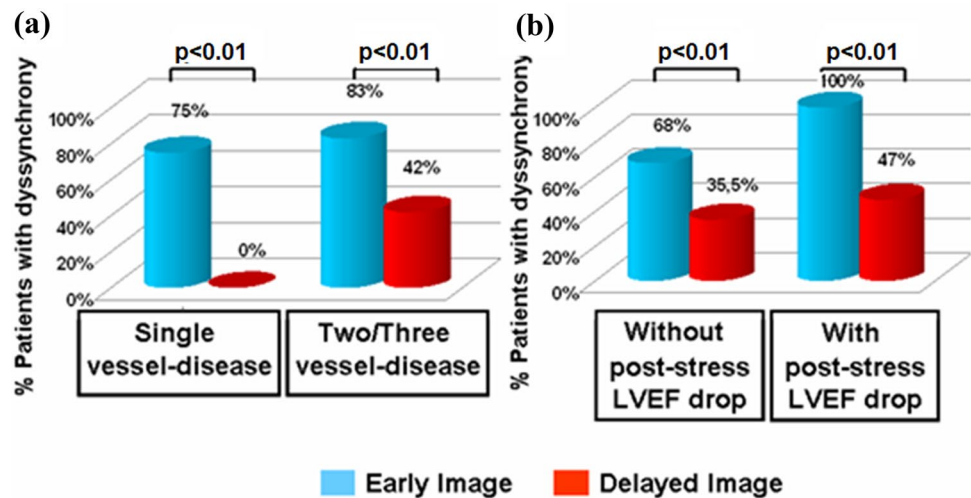 (a)
p<0.01
p<0.01
% Patients with dyssynchrony
100%
80%
60%
40%
20%
0%
75%
0%
83%
42%
Single
vessel-disease
Two/Three
vessel-disease
(b)
p<0.01
p<0.01
% Patients with dyssynchrony
100%
80%
60%
40%
20%
0%
68%
35,5%
100%
47%
Without
post-stress
LVEF drop
With
post-stress
LVEF drop
Early Image
Delayed Image